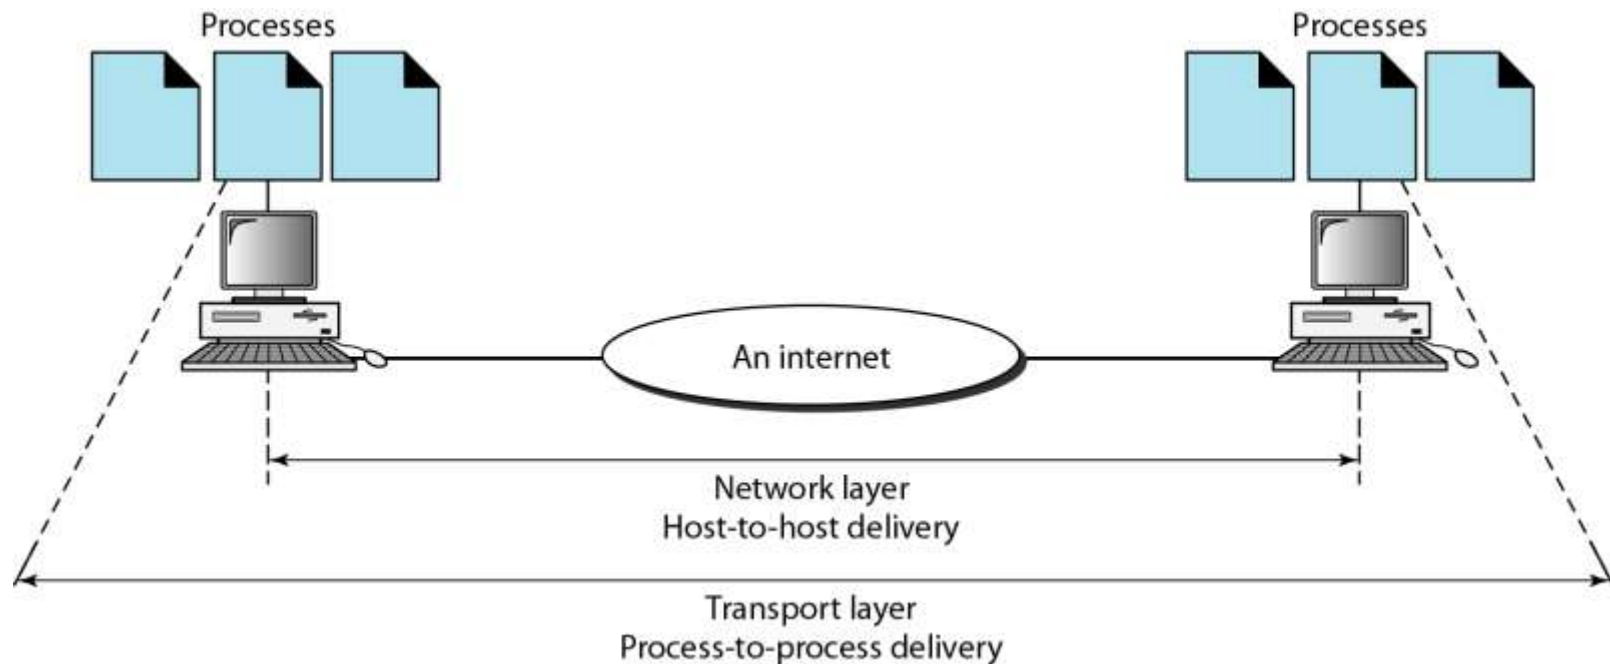 Processes
Processes
An internet
Network layer
Host-to-host delivery
Transport layer
Process-to-process delivery